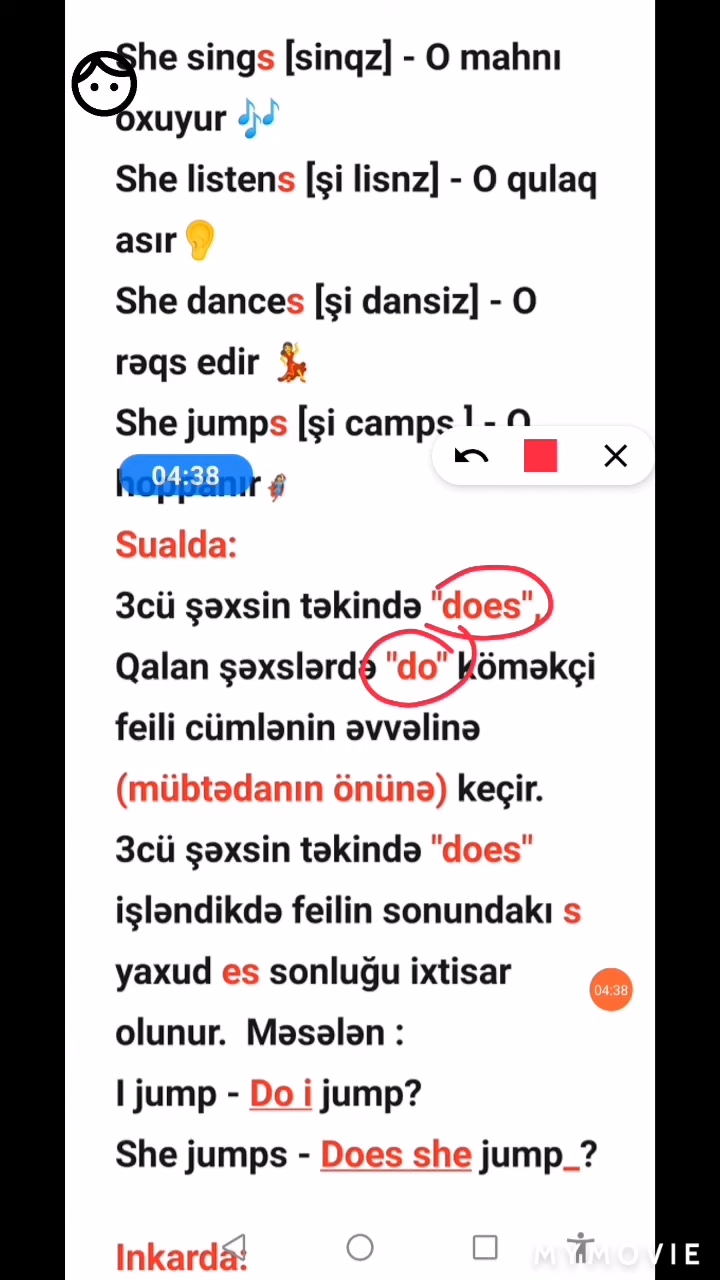 She sings [sinqz] - O mahnı
oxuyur 🎶
She listens [şi lisnz] - O qulaq
asır 👂
She dances [şi dansiz] - O
rəqs edir 💃
She jumps [şi camps ] - O
04:38
hoppanır
Sualda:
3cü şəxsin təkində "does",
Qalan şəxslərdə "do" köməkçi
feili cümlənin əvvəlinə
(mübtədanın önünə) keçir.
3cü şəxsin təkində "does"
işləndikdə feilin sonundakı s
yaxud es sonluğu ixtisar
04:38
olunur. Məsələn :
I jump - Do i jump?
She jumps - Does she jump_?
Inkarda:
MYMOVIE